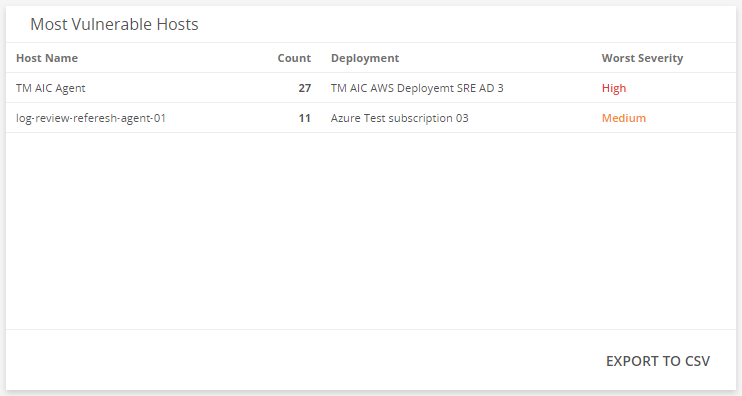 Most Vulnerable Hosts
Host Name Count Deployment Worst Severity
TM AIC Agent 27 TM AIC AWS Deployemt SRE AD 3 High
log-review-referesh-agent-01 11 Azure Test subscription 03 Medium
EXPORT TO CSV